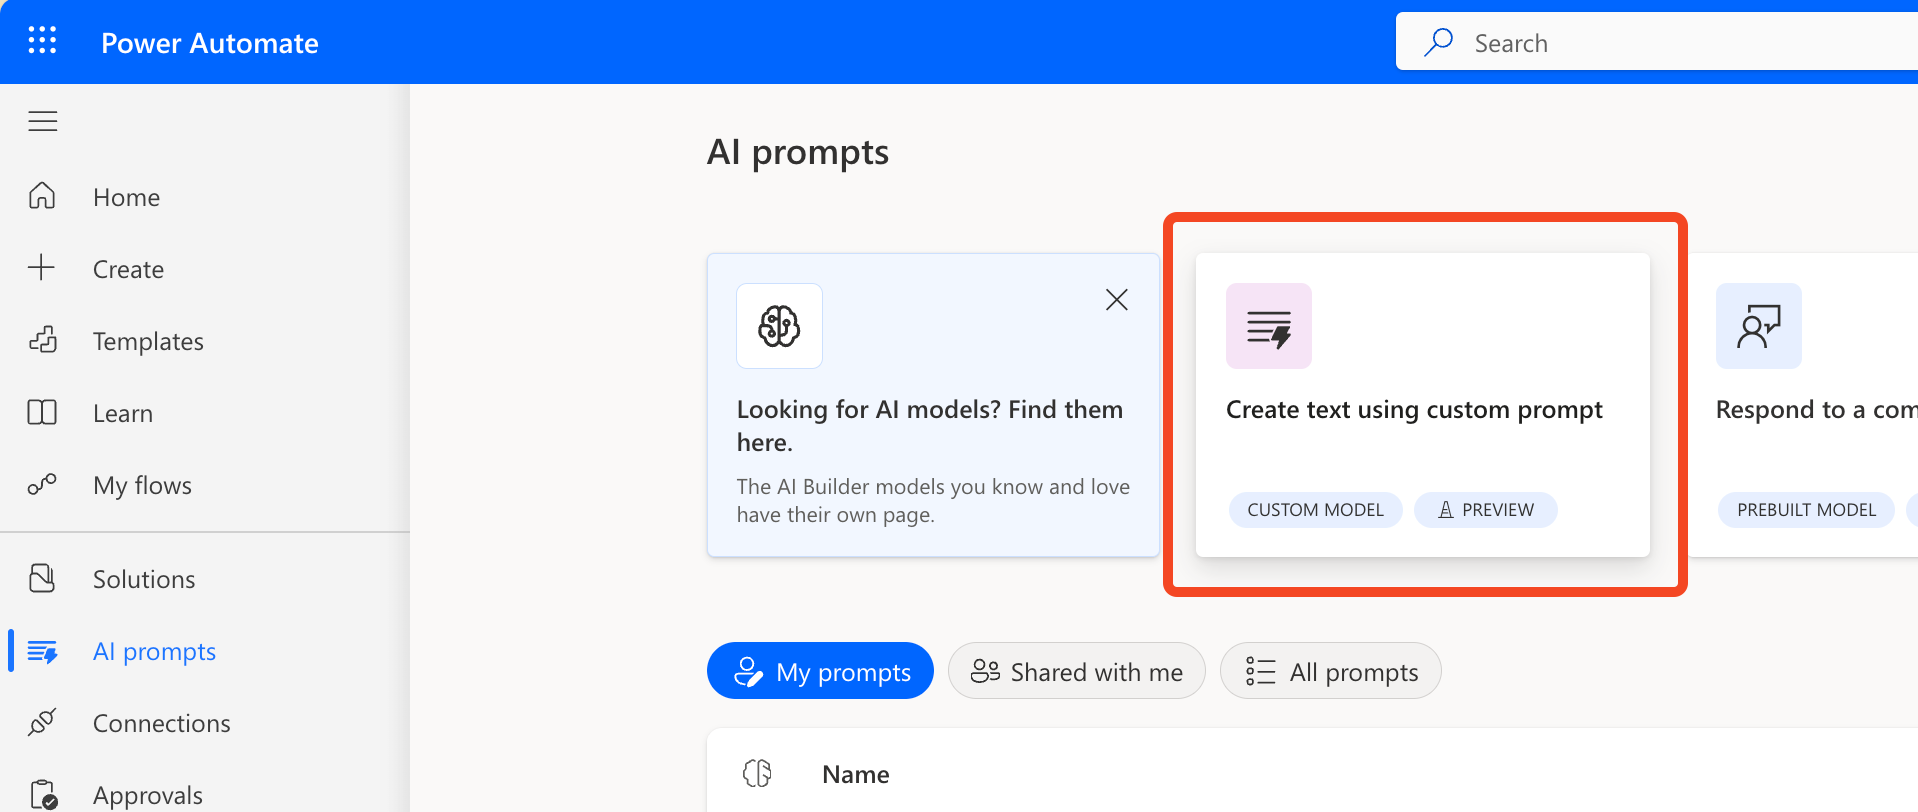 Power Automate
Search
Home
Create
Templates
Learn
My flows
Solutions
AI prompts
Connections
Approvals
AI prompts
Looking for AI models? Find them
here.
The AI Builder models you know and love
have their own page.
Create text using custom prompt
CUSTOM MODEL
PREVIEW
Respond to a com
PREBUILT MODEL
My prompts
Shared with me
All prompts
Name